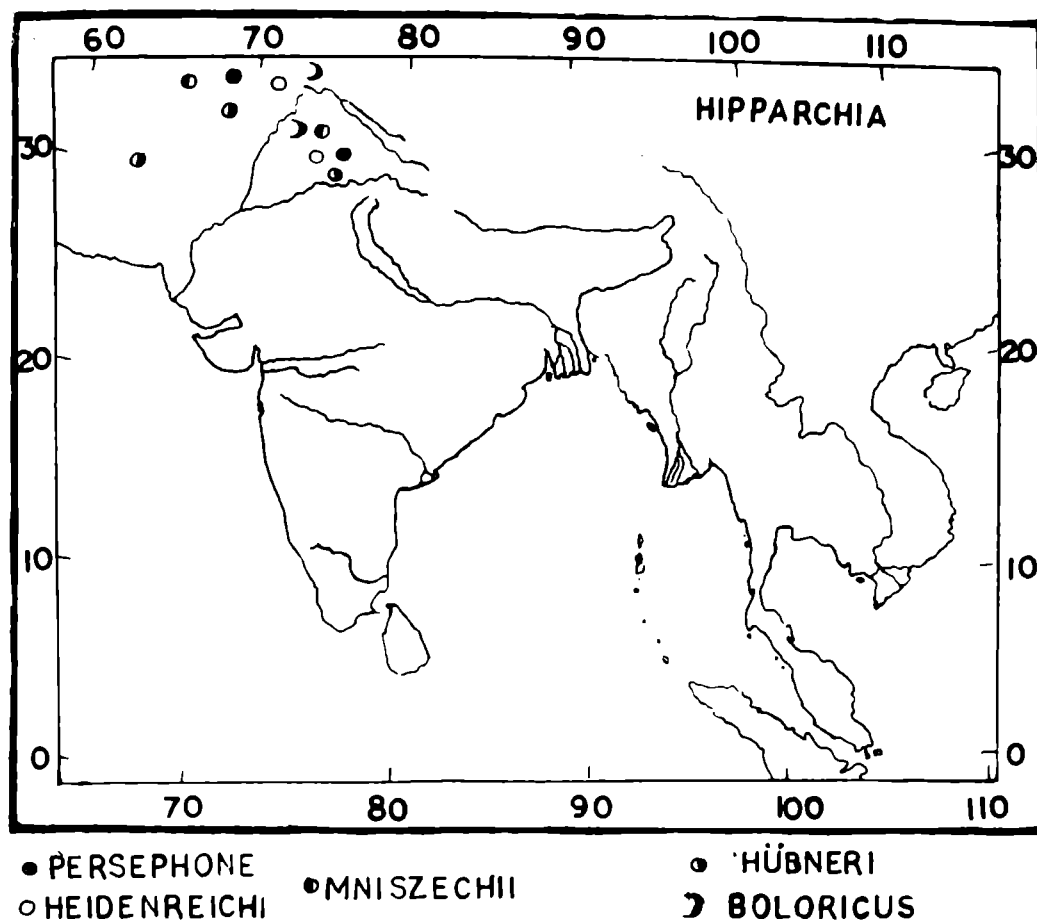 60 70 80 90 100 110
HIPPARCHIA
30 30
20 20
10 10
0 0
70 80 90 100 110
PERSEPHONE
HEIDENREICHI
MNISZECHII
HÜBNERI
BOLORICUS